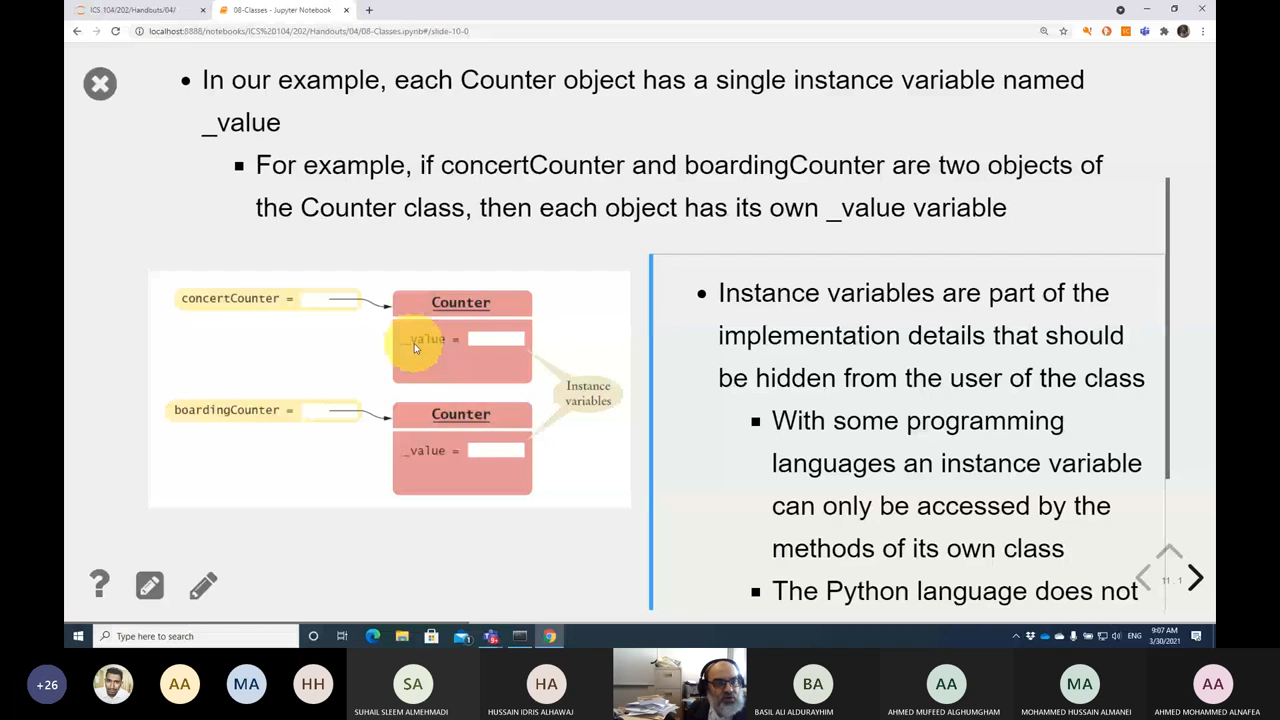 ICS 104/202/Handouts/04/
08-Classes - Jupyter Notebook
localhost:8888/notebooks/ICS%20104/202/Handouts/04/08-Classes.ipynb#/slide-10-0
• In our example, each Counter object has a single instance variable named
_value
▪ For example, if concertCounter and boardingCounter are two objects of
the Counter class, then each object has its own _value variable
concertCounter =
Counter
_value =
Instance
variables
boardingCounter =
Counter
_value =
• Instance variables are part of the
implementation details that should
be hidden from the user of the class
▪ With some programming
languages an instance variable
can only be accessed by the
methods of its own class
▪ The Python language does not
11.1
Type here to search
ENG
9:07 AM
3/30/2021
+26
AA
MA
HH
SA
SUHAIL SLEEM ALMEHMADI
HA
HUSSAIN IDRIS ALHAWAJ
BA
BASIL ALI ALDURAYHIM
AA
AHMED MUFEED ALGHUMGHAM
MA
MOHAMMED HUSSAIN ALMANEI
AA
AHMED MOHAMMED ALNAFEA